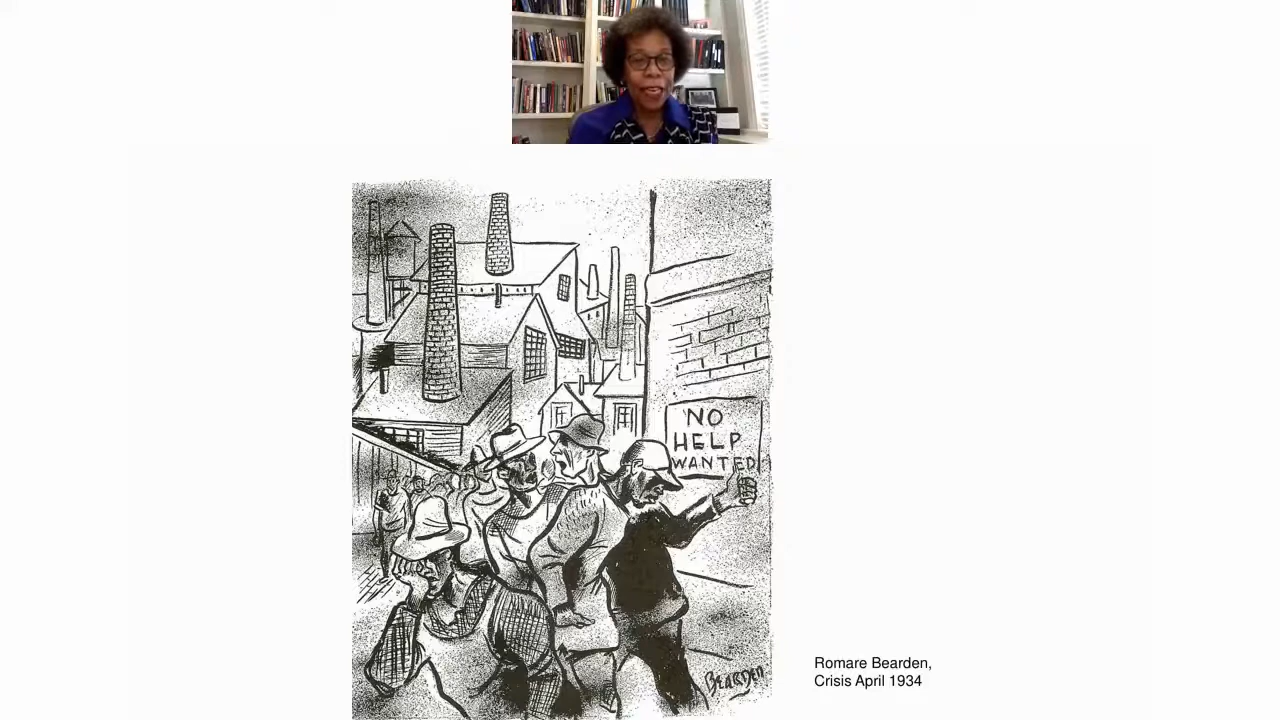 NO
HELP
WANTED
BEARDEN
Romare Bearden,
Crisis April 1934